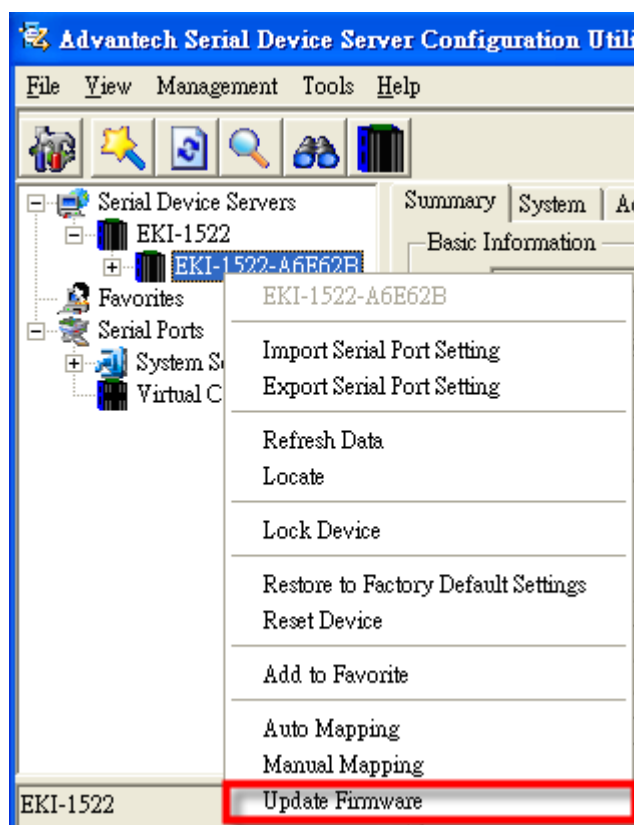 Advantech Serial Device Server Configuration Utili
File View Management Tools Help
Serial Device Servers
EKI-1522
EKI-1522-A6E62B
Favorites
Serial Ports
System S
Virtual C
Summary System A
Basic Information
EKI-1522-A6E62B
Import Serial Port Setting
Export Serial Port Setting
Refresh Data
Locate
Lock Device
Restore to Factory Default Settings
Reset Device
Add to Favorite
Auto Mapping
Manual Mapping
Update Firmware
EKI-1522